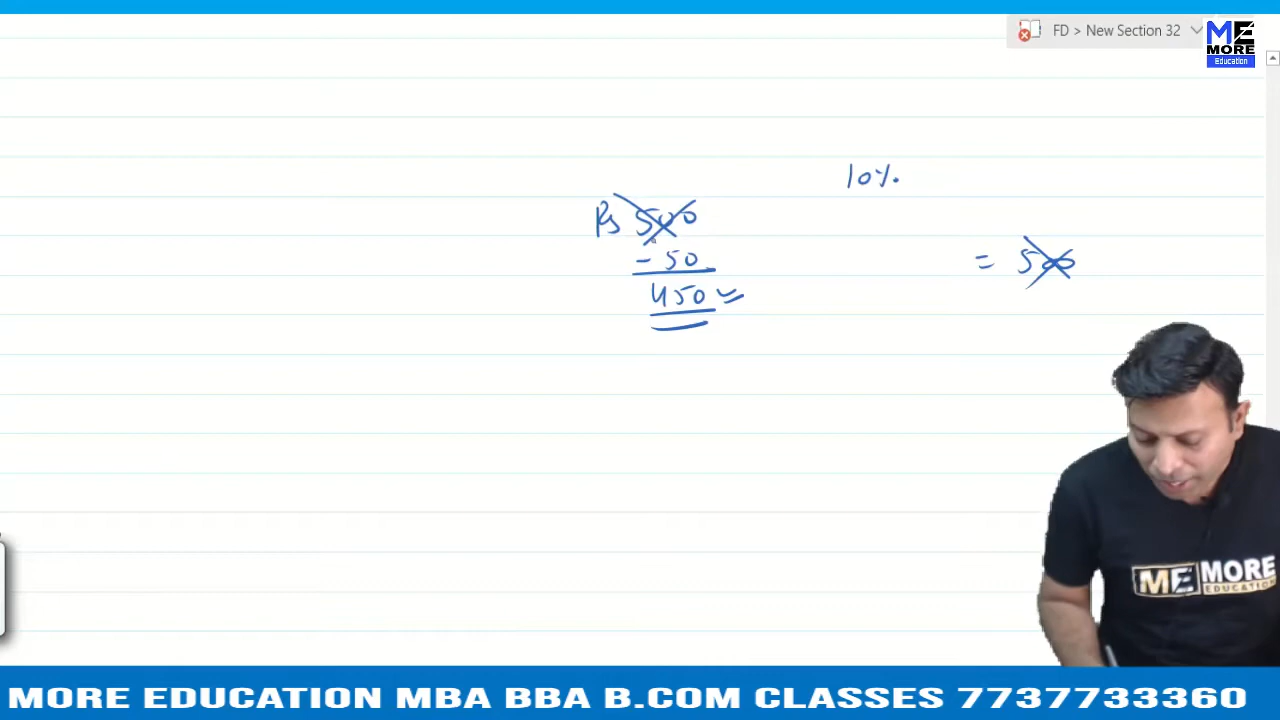 FD > New Section 32
ME
MORE
Education
10%
Rs 500
- 50
450
= 500
ME MORE
EDUCATION
MORE EDUCATION MBA BBA B.COM CLASSES 7737733360